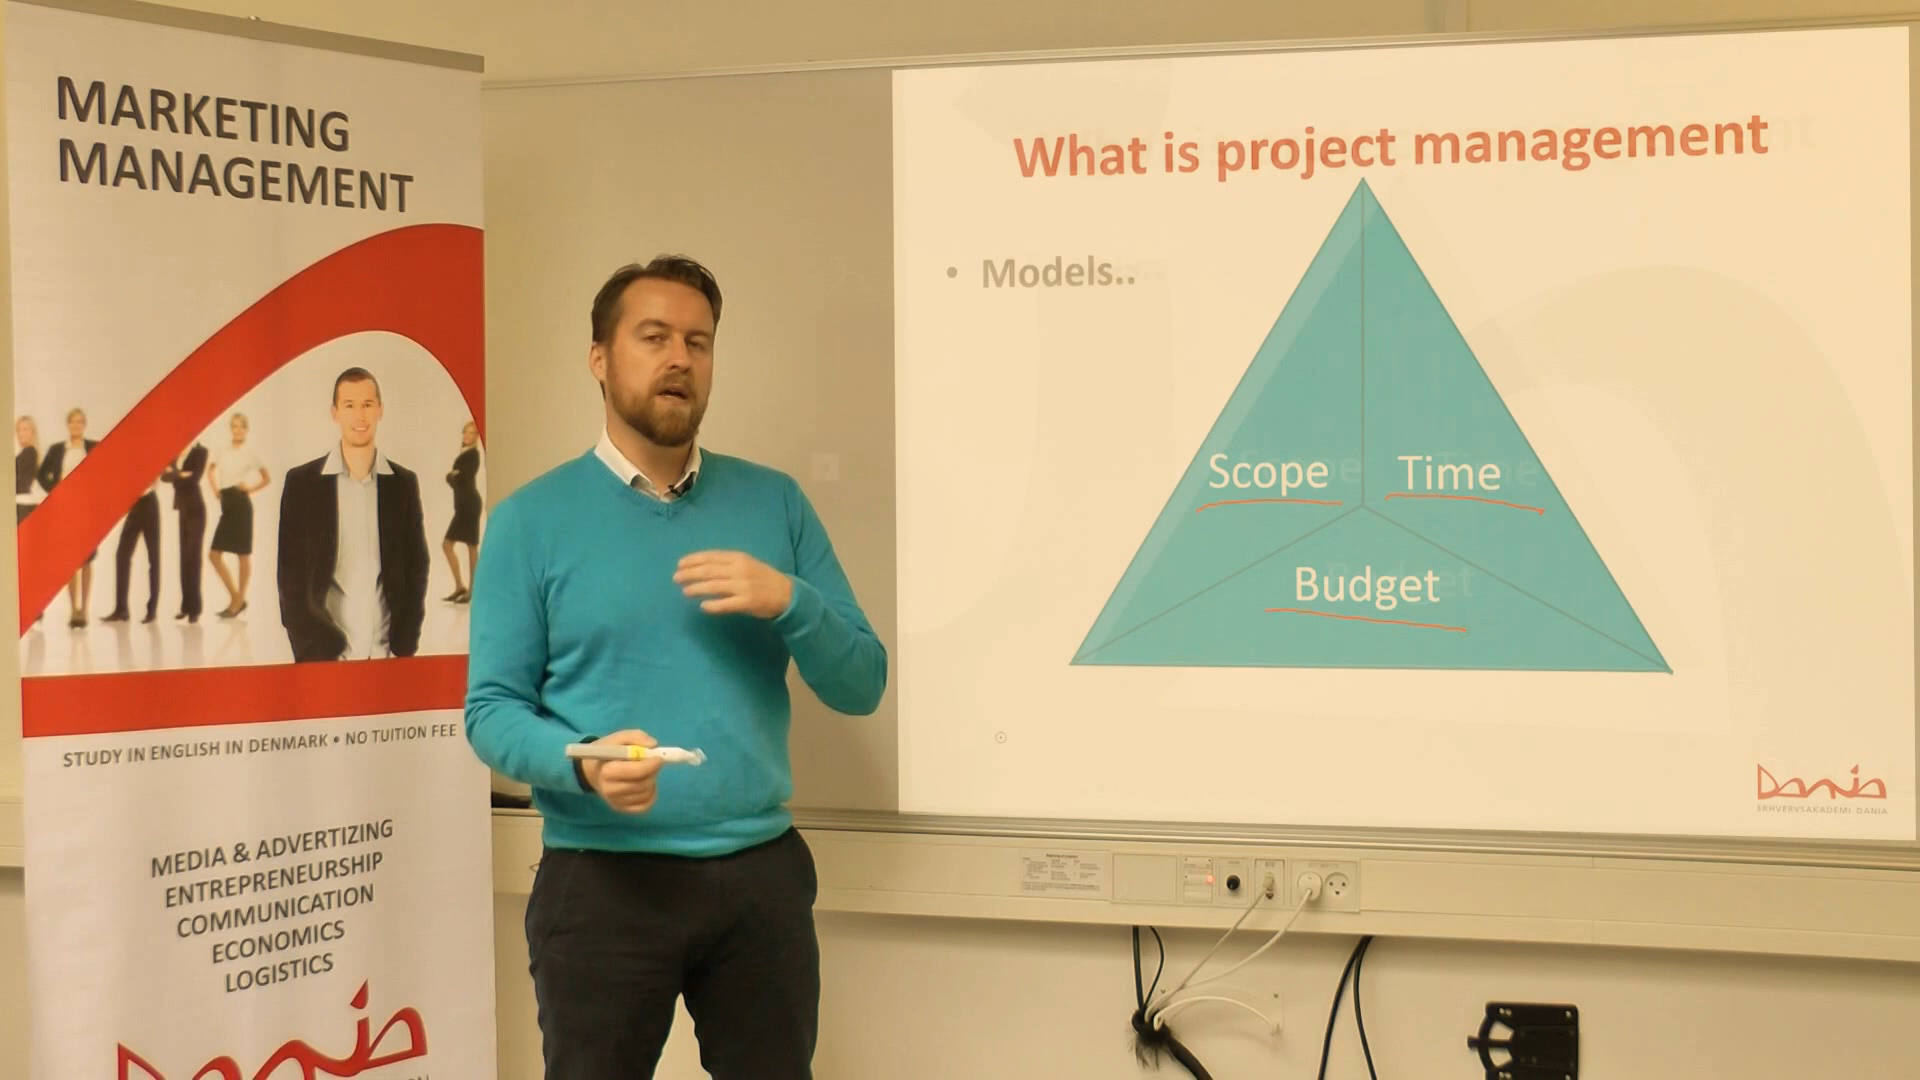 MARKETING
MANAGEMENT
STUDY IN ENGLISH IN DENMARK • NO TUITION FEE
MEDIA & ADVERTIZING
ENTREPRENEURSHIP
COMMUNICATION
ECONOMICS
LOGISTICS
Dania
What is project management
• Models..
Scope
Time
Budget
Dania
ERHVERVSAKADEMI DANIA